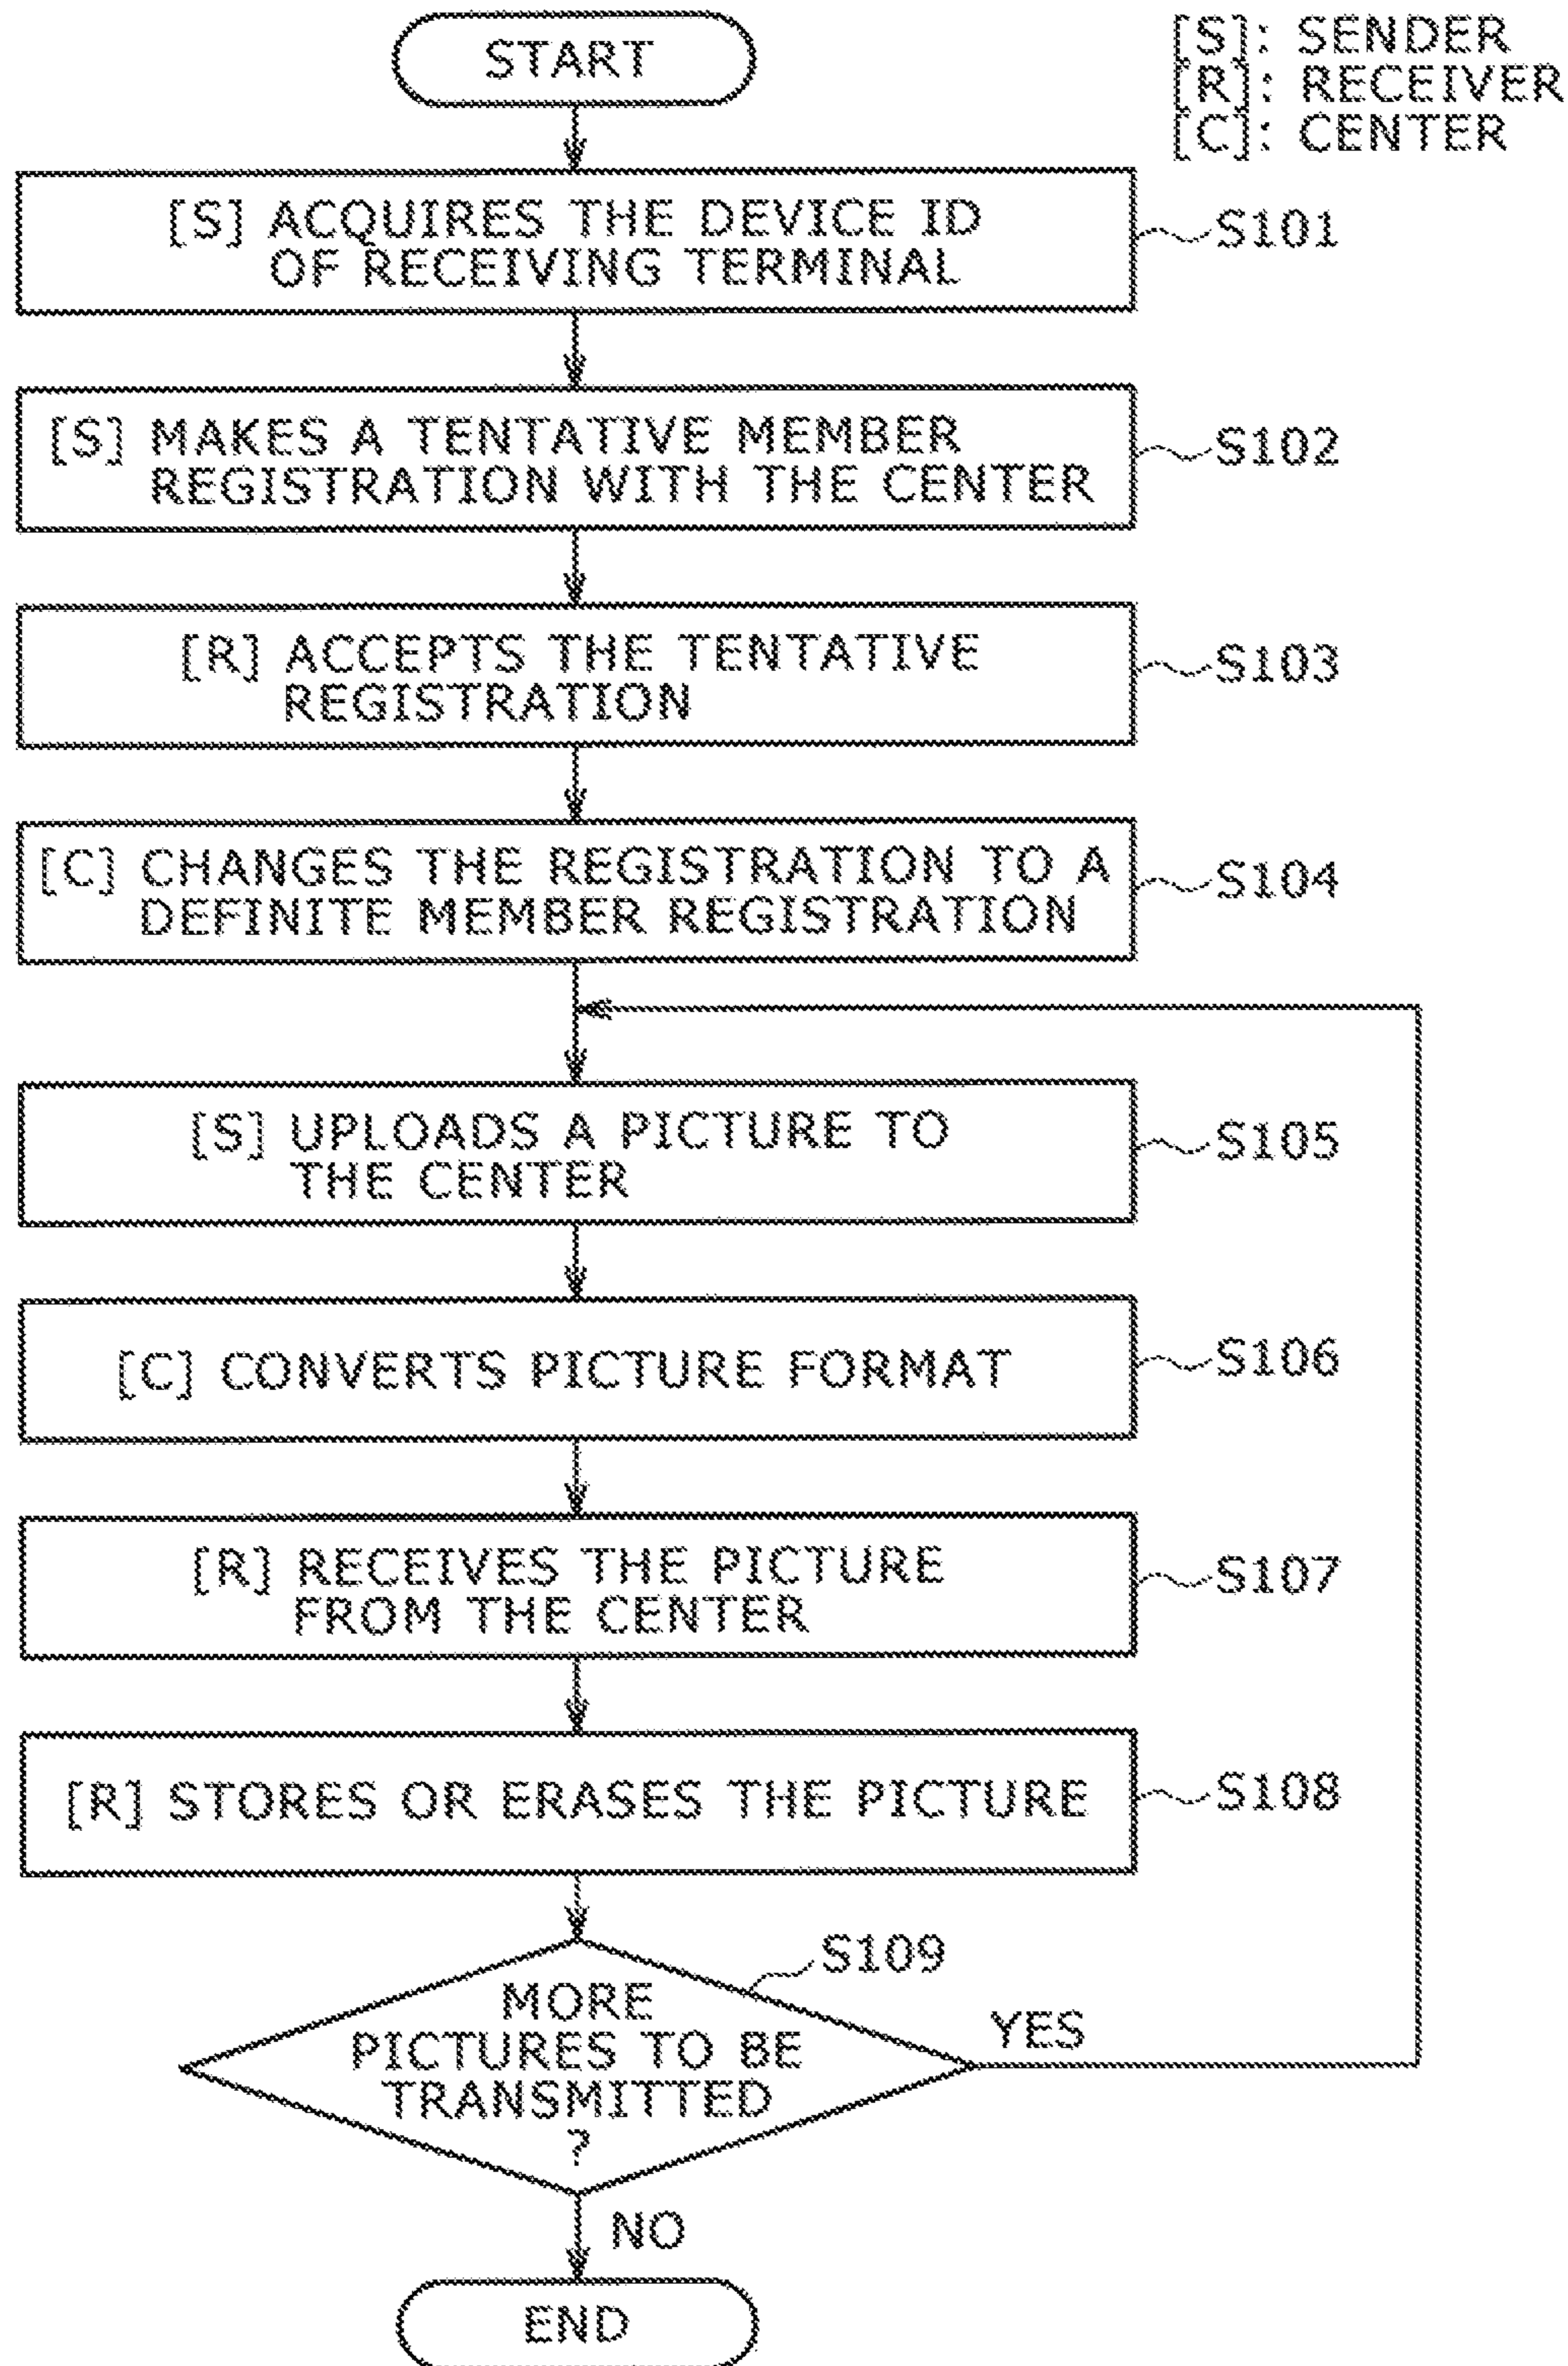 START
[S]: SENDER
[R]: RECEIVER
[C]: CENTER
[S] ACQUIRES THE DEVICE ID
OF RECEIVING TERMINAL
S101
[S] MAKES A TENTATIVE MEMBER
REGISTRATION WITH THE CENTER
S102
[R] ACCEPTS THE TENTATIVE
REGISTRATION
S103
[C] CHANGES THE REGISTRATION TO A
DEFINITE MEMBER REGISTRATION
S104
[S] UPLOADS A PICTURE TO
THE CENTER
S105
[C] CONVERTS PICTURE FORMAT
S106
[R] RECEIVES THE PICTURE
FROM THE CENTER
S107
[R] STORES OR ERASES THE PICTURE
S108
S109
MORE
PICTURES TO BE
TRANSMITTED
?
YES
NO
END